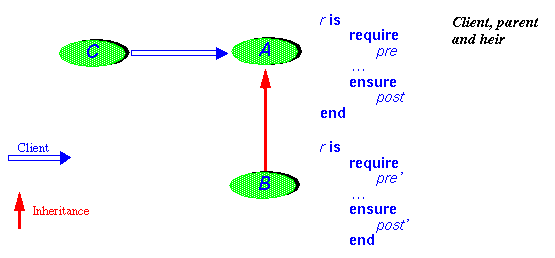 C
A
r is
require
pre
...
ensure
post
end
Client, parent
and heir
Client
Inheritance
B
r is
require
pre’
...
ensure
post’
end